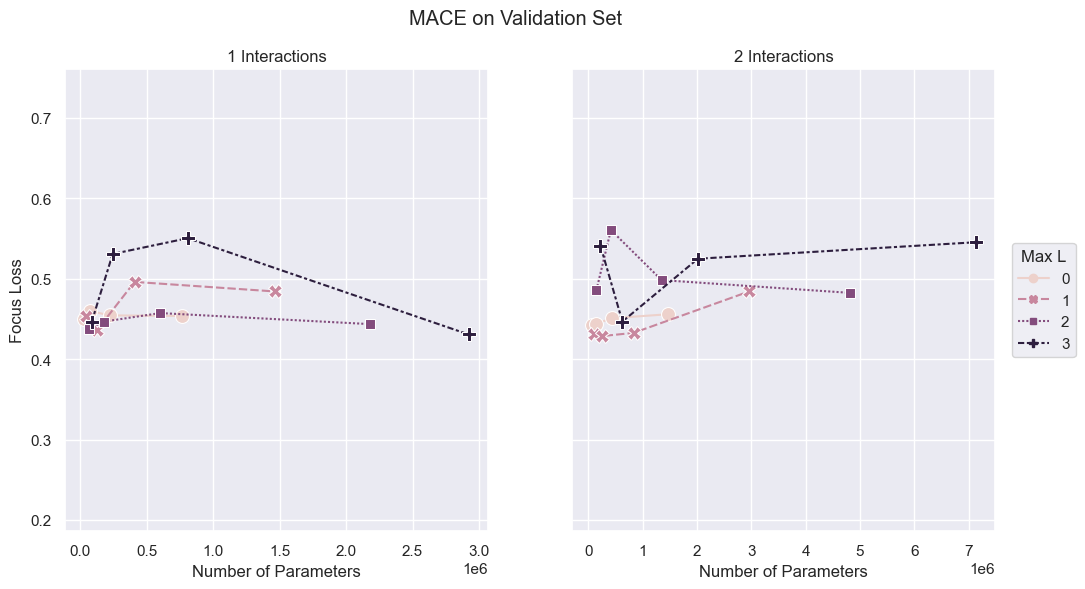 MACE on Validation Set
1 Interactions
2 Interactions
Focus Loss
0.7
0.6
0.5
0.4
0.3
0.2
0.0 0.5 1.0 1.5 2.0 2.5 3.0
1e6
Number of Parameters
0 1 2 3 4 5 6 7
1e6
Number of Parameters
Max L
0
1
2
3